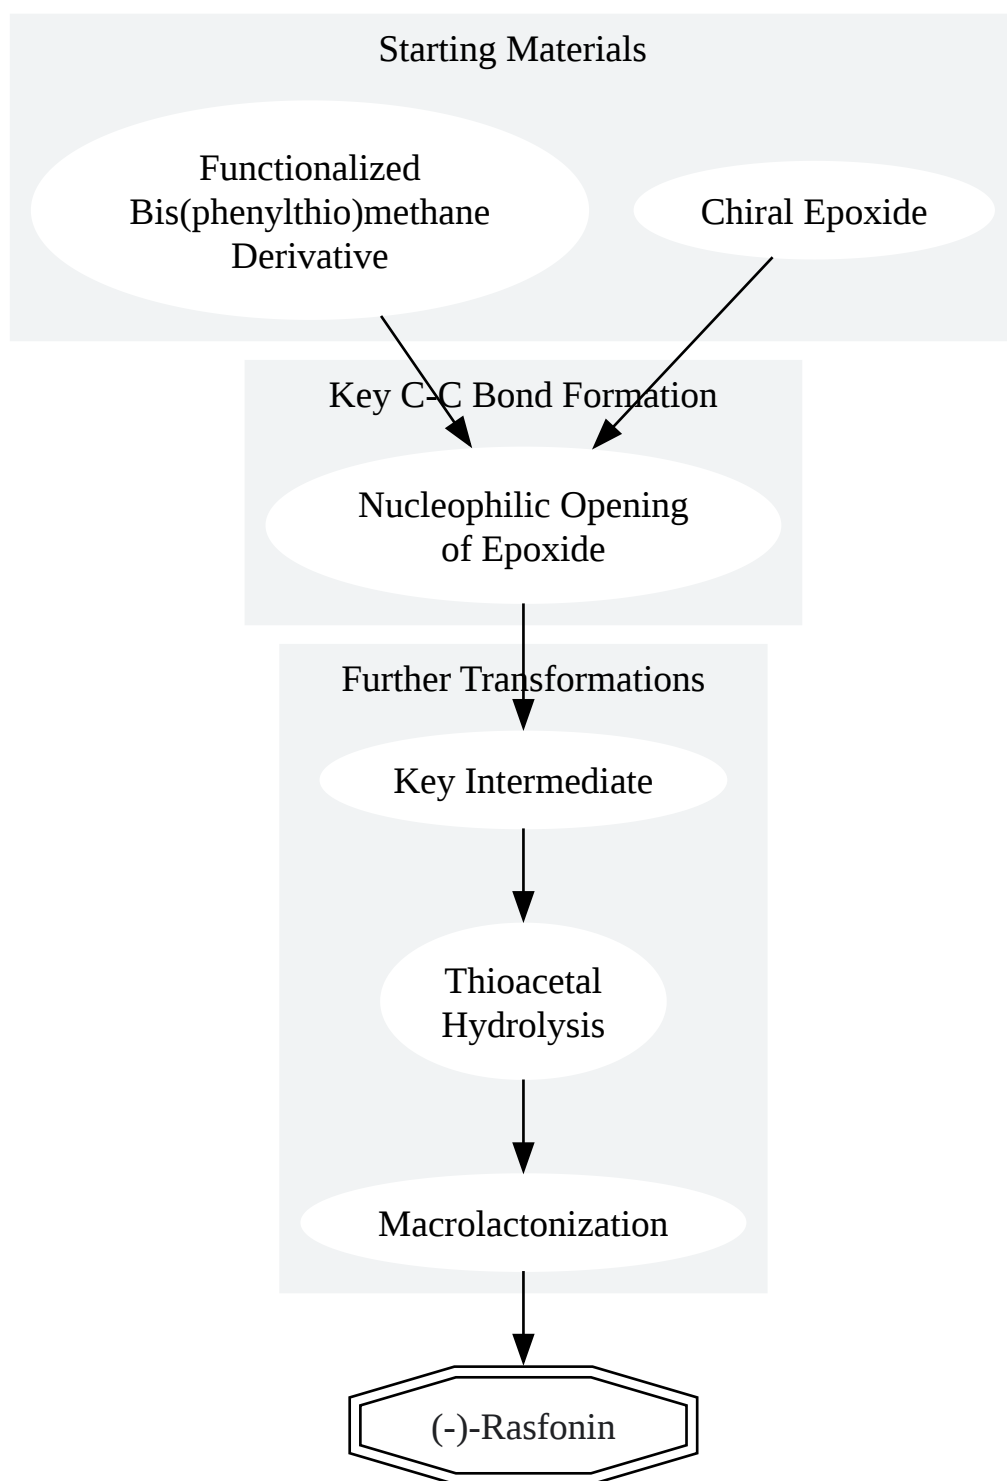 Starting Materials
Functionalized
Bis(phenylthio)methane
Derivative
Chiral Epoxide
Key C-C Bond Formation
Nucleophilic Opening
of Epoxide
Further Transformations
Key Intermediate
Thioacetal
Hydrolysis
Macrolactonization
(-)-Rasfonin